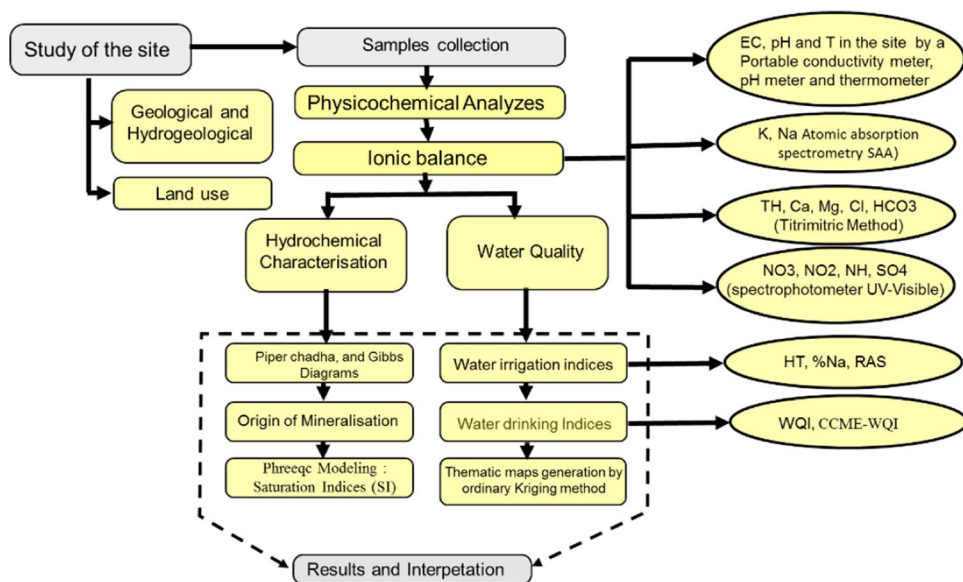 Study of the site
Samples collection
EC, pH and T in the site by a
Portable conductivity meter,
pH meter and thermometer
Geological and
Hydrogeological
Physicochemical Analyzes
K, Na Atomic absorption
spectrometry SAA)
Ionic balance
Land use
TH, Ca, Mg, Cl, HCO3
(Titrimitric Method)
Hydrochemical
Characterisation
Water Quality
NO3, NO2, NH, SO4
(spectrophotometer UV-Visible)
Piper chadha, and Gibbs
Diagrams
Water irrigation indices
HT, %Na, RAS
Origin of Mineralisation
Water drinking Indices
WQI, CCME-WQI
Phreeqc Modeling :
Saturation Indices (SI)
Thematic maps generation by
ordinary Kriging method
Results and Interpetation